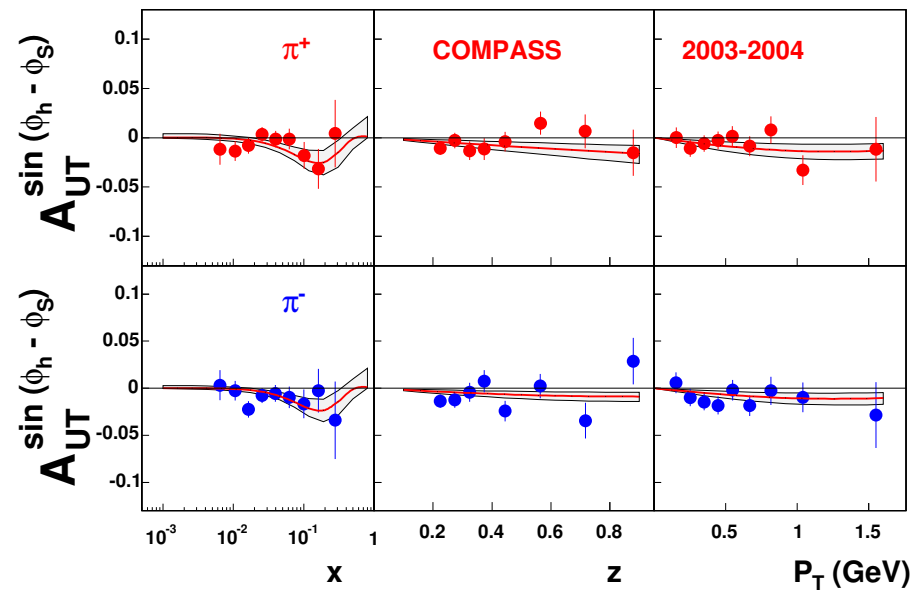 π+ COMPASS 2003-2004
A_UT^sin (ϕh - ϕS)
0.1
0.05
0
-0.05
-0.1
π-
A_UT^sin (ϕh - ϕS)
0.1
0.05
0
-0.05
-0.1
10-3 10-2 10-1 1 0.2 0.4 0.6 0.8 0.5 1 1.5
x z PT (GeV)